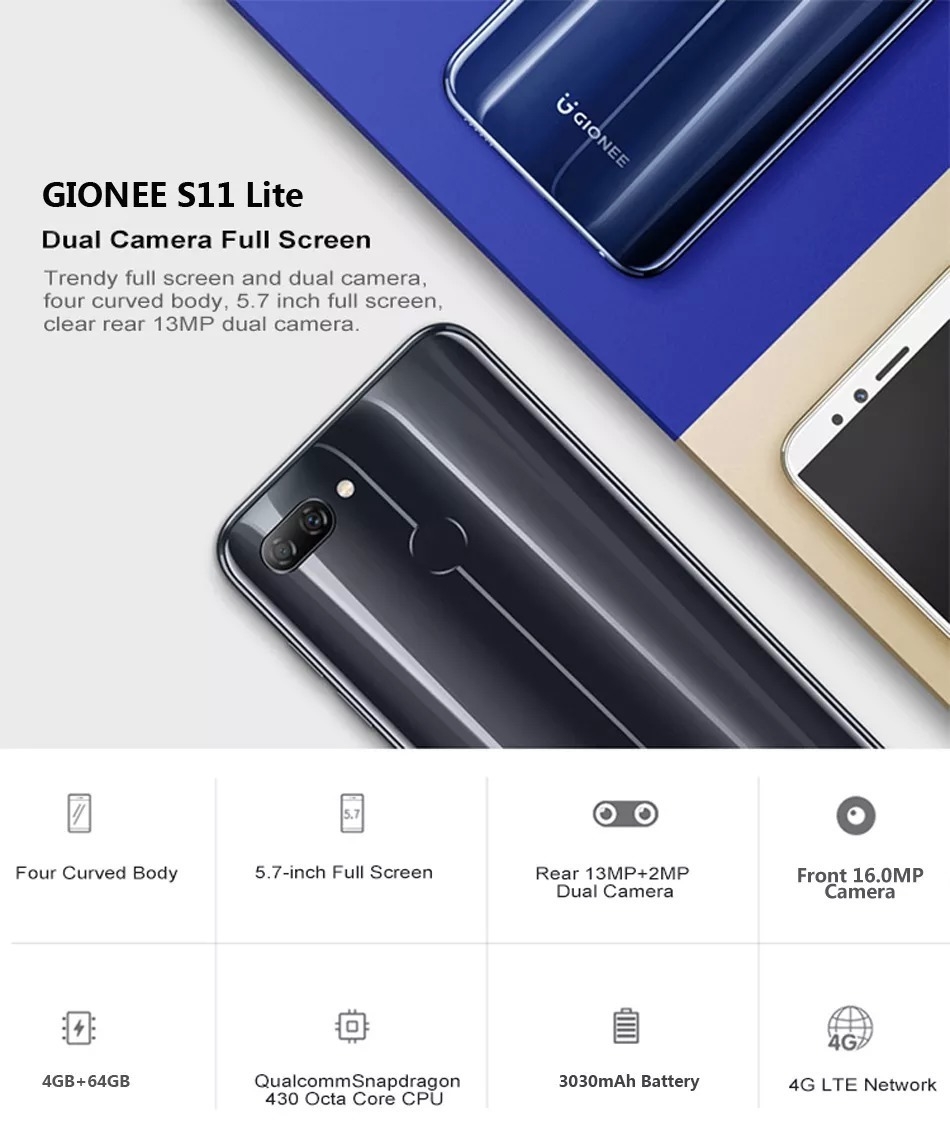 GIONEE
GIONEE S11 Lite
Dual Camera Full Screen
Trendy full screen and dual camera,
four curved body, 5.7 inch full screen,
clear rear 13MP dual camera.
5.7
Four Curved Body
5.7-inch Full Screen
Rear 13MP+2MP
Dual Camera
Front 16.0MP
Camera
4G
4GB+64GB
QualcommSnapdragon
430 Octa Core CPU
3030mAh Battery
4G LTE Network